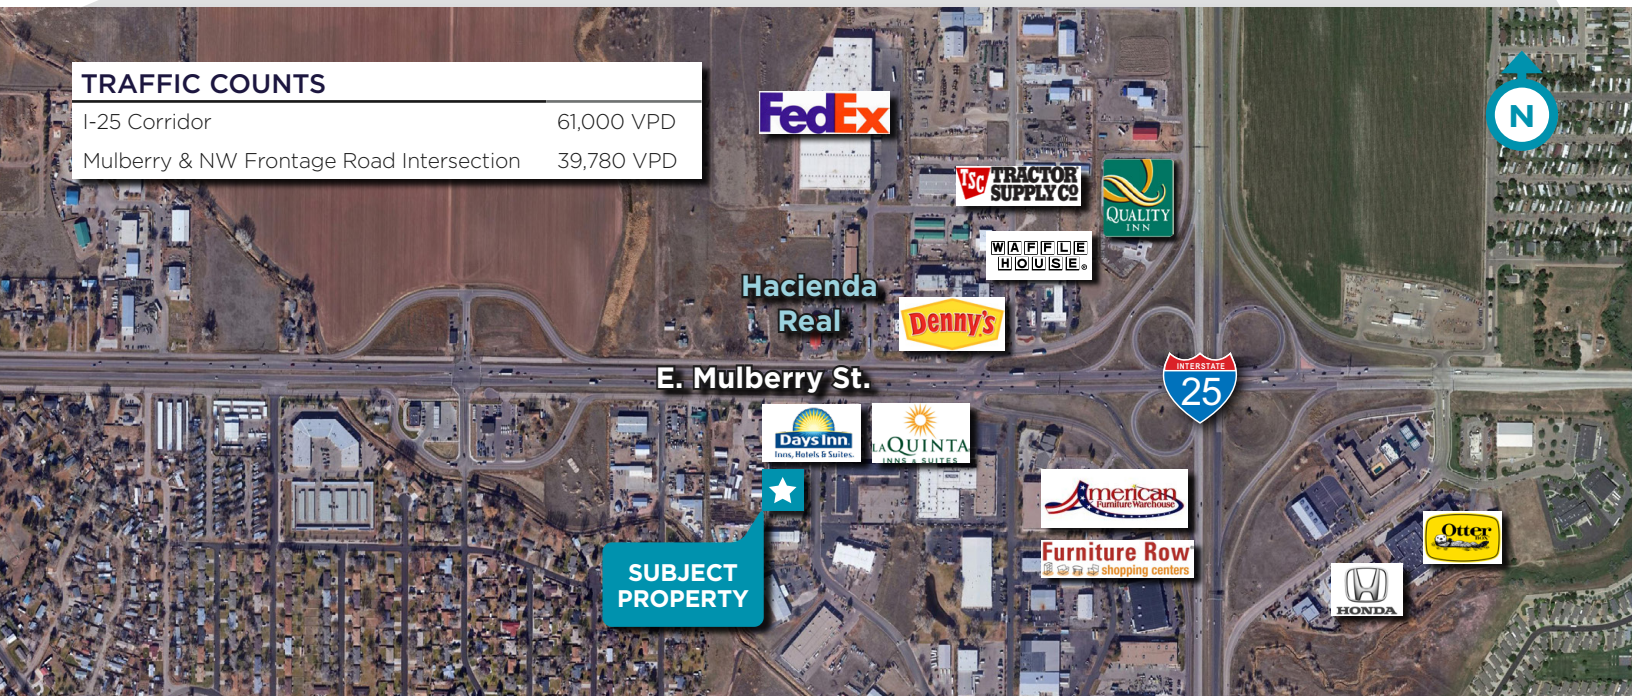 TRAFFIC COUNTS
I-25 Corridor 61,000 VPD
Mulberry & NW Frontage Road Intersection 39,780 VPD
N
FedEx
TSC TRACTOR
SUPPLY CO
QUALITY
INN
WAFFLE
HOUSE®
Hacienda
Real
Denny's
E. Mulberry St.
INTERSTATE
25
Days Inn
Inns, Hotels & Suites.
LAQUINTA
INNS & SUITES
American
Furniture Warehouse
Furniture Row
shopping centers
Otter
BOX
HONDA
SUBJECT
PROPERTY